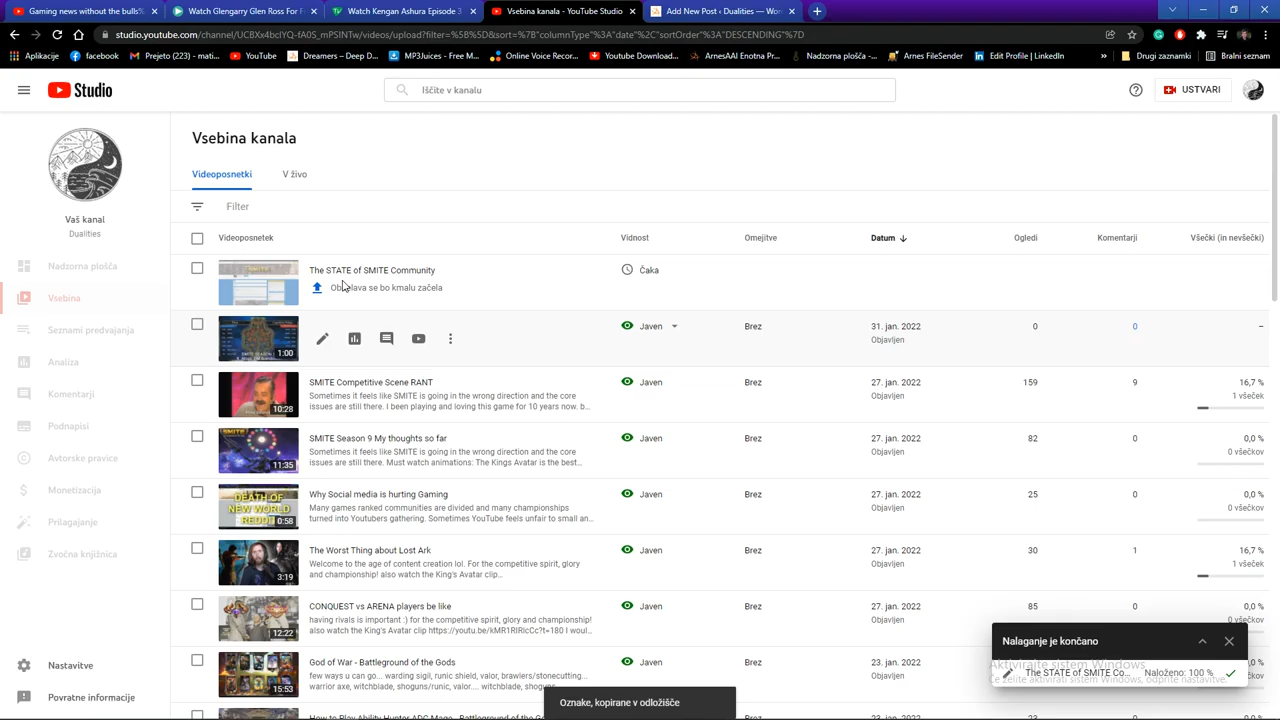 Gaming news without the bulls%
Watch Glengarry Glen Ross For F
Watch Kengan Ashura Episode 3
Vsebina kanala - YouTube Studio
Add New Post ‹ Dualities — Wor
studio.youtube.com/channel/UCBXx4bclYQ-fA0S_mPSINTw/videos/upload?filter=%5B%5D&sort=%7B"columnType"%3A"date"%2C"sortOrder"%3A"DESCENDING"%7D
Aplikacije
facebook
Prejeto (223) - mati...
YouTube
Dreamers – Deep D...
MP3Juices - Free M...
Online Voice Recor...
Youtube Download...
ArnesAAI Enotna Pr...
Nadzorna plošča -...
Arnes FileSender
Edit Profile | LinkedIn
»
Drugi zaznamki
Bralni seznam
Studio
Iščite v kanalu
USTVARI
Vaš kanal
Dualities
Nadzorna plošča
Vsebina
Seznami predvajanja
Analiza
Komentarji
Podnapisi
Avtorske pravice
Monetizacija
Prilagajanje
Zvočna knjižnica
Nastavitve
Povratne informacije
Vsebina kanala
Videoposnetki
V živo
Filter
Videoposnetek
Vidnost
Omejitve
Datum
Ogledi
Komentarji
Všečki (in nevšečki)
The STATE of SMITE Community
Čaka
Obdelava se bo kmalu začela
1:00
Javen
Brez
31. jan. 2022
Objavljen
0
0
–
10:28
SMITE Competitive Scene RANT
Sometimes it feels like SMITE is going in the wrong direction and the core
issues are still there. I been playing and loving this game for 10 years now. b...
Javen
Brez
27. jan. 2022
Objavljen
159
9
16,7 %
1 všeček
11:35
SMITE Season 9 My thoughts so far
Sometimes it feels like SMITE is going in the wrong direction and the core
issues are still there. Must watch animations: The Kings Avatar is the best...
Javen
Brez
27. jan. 2022
Objavljen
82
0
0,0 %
0 všečkov
DEATH OF
NEW WORLD
REDDIT
0:58
Why Social media is hurting Gaming
Many games ranked communities are divided and many championships
turned into Youtubers gathering. Sometimes YouTube feels unfair to small an...
Javen
Brez
27. jan. 2022
Objavljen
25
0
0,0 %
0 všečkov
3:19
The Worst Thing about Lost Ark
Welcome to the age of content creation lol. For the competitive spirit, glory
and championship! also watch the King's Avatar clip...
Javen
Brez
27. jan. 2022
Objavljen
30
1
16,7 %
1 všeček
12:22
CONQUEST vs ARENA players be like
having rivals is important :) for the competitive spirit, glory and championship!
also watch the King's Avatar clip https://youtu.be/kMR1RIRlcCc?t=180 I woul...
Javen
Brez
27. jan. 2022
Objavljen
85
0
0,0 %
0 všečkov
15:53
God of War - Battleground of the Gods
few ways u can go... warding sigil, runic shield, valor, brawlers/stonecutting...
warrior axe, witchblade, shoguns/runic, valor.... witchblade, shoguns...
Javen
Brez
23. jan. 2022
Objavljen
How to Play Ability Hunter ADC Mage - Battleground of the Go
Nalaganje je končano
The STATE of SMITE Co...
Naloženo: 100 %
Aktivirajte sistem Windows
Oznake, kopirane v odložišče